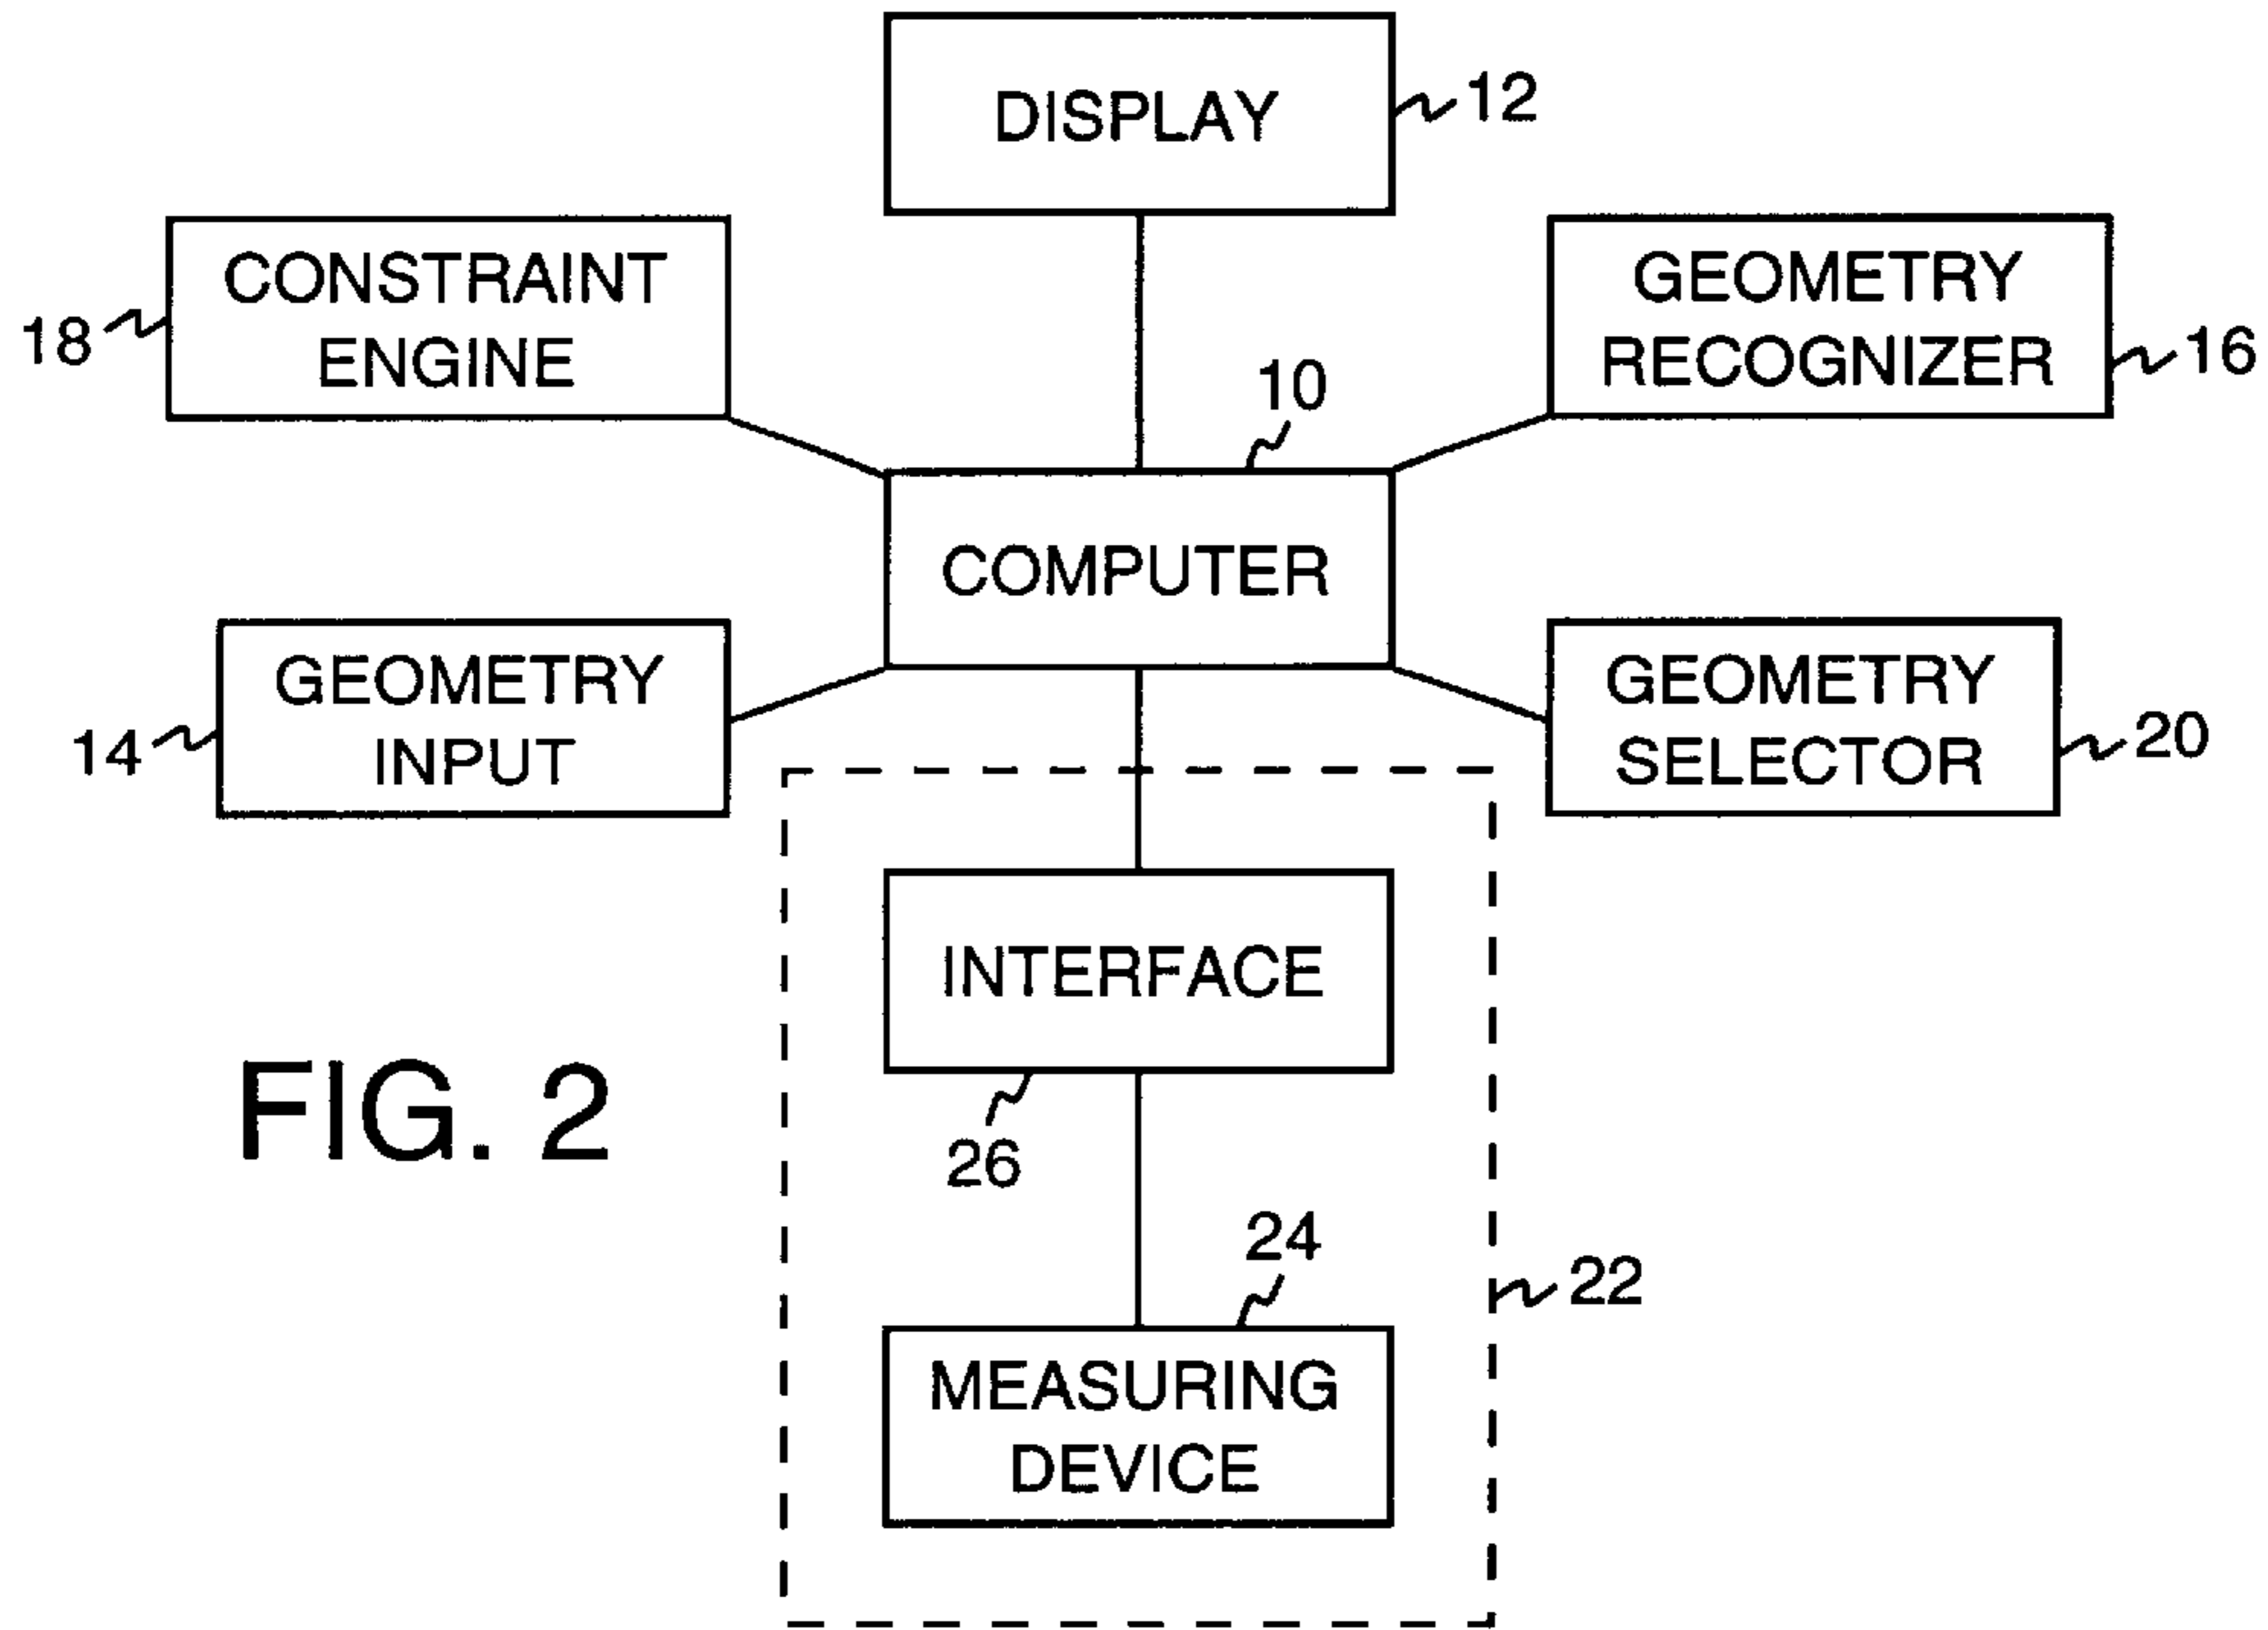 DISPLAY
12
CONSTRAINT
ENGINE
18
GEOMETRY
RECOGNIZER
16
10
COMPUTER
GEOMETRY
INPUT
14
GEOMETRY
SELECTOR
20
INTERFACE
26
FIG. 2
24
22
MEASURING
DEVICE